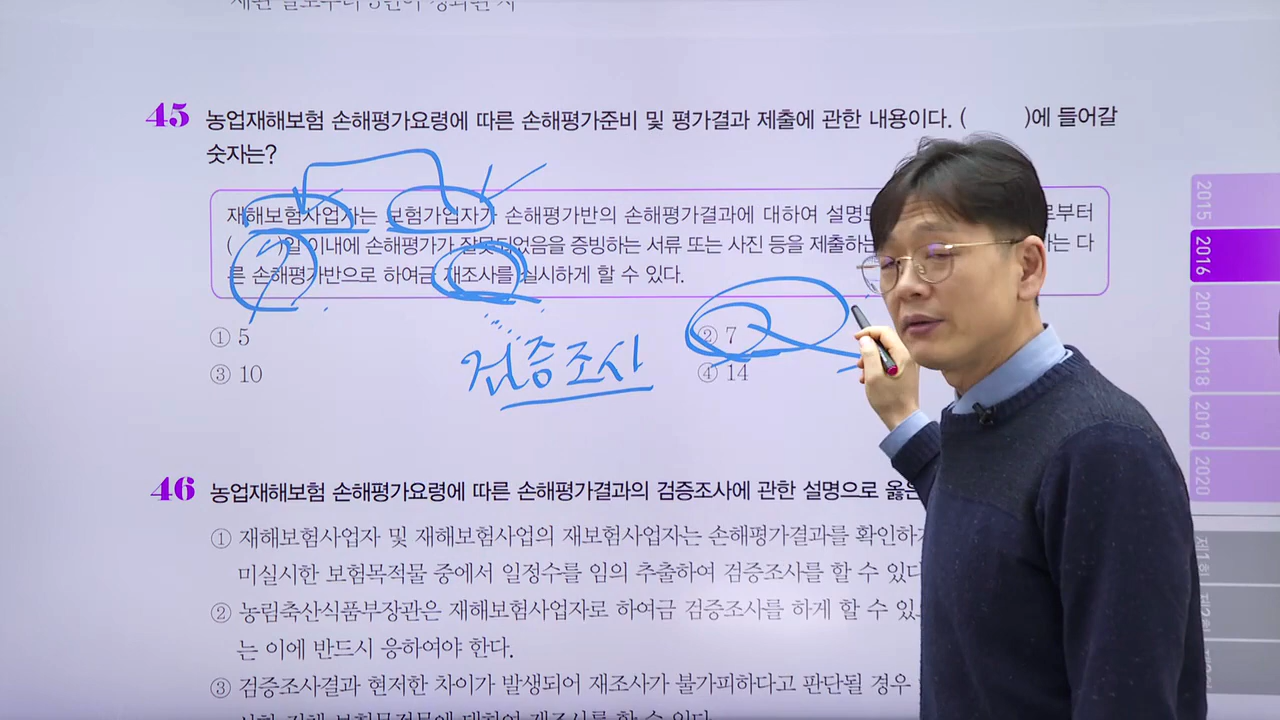 45 농업재해보험 손해평가요령에 따른 손해평가준비 및 평가결과 제출에 관한 내용이다. ( )에 들어갈
숫자는?
재해보험사업자는 보험가입자가 손해평가반의 손해평가결과에 대하여 설명 로부터
( )일 이내에 손해평가가 잘못되었음을 증빙하는 서류 또는 사진 등을 제출하는 는 다
른 손해평가반으로 하여금 재조사를 실시하게 할 수 있다.
① 5
② 7
③ 10
④ 14
검증조사
46 농업재해보험 손해평가요령에 따른 손해평가결과의 검증조사에 관한 설명으로 옳은
① 재해보험사업자 및 재해보험사업의 재보험사업자는 손해평가결과를 확인하기
미실시한 보험목적물 중에서 일정수를 임의 추출하여 검증조사를 할 수 있다
② 농림축산식품부장관은 재해보험사업자로 하여금 검증조사를 하게 할 수 있으
는 이에 반드시 응하여야 한다.
③ 검증조사결과 현저한 차이가 발생되어 재조사가 불가피하다고 판단될 경우
2015
2016
2017
2018
2019
2020
제1회
제2회